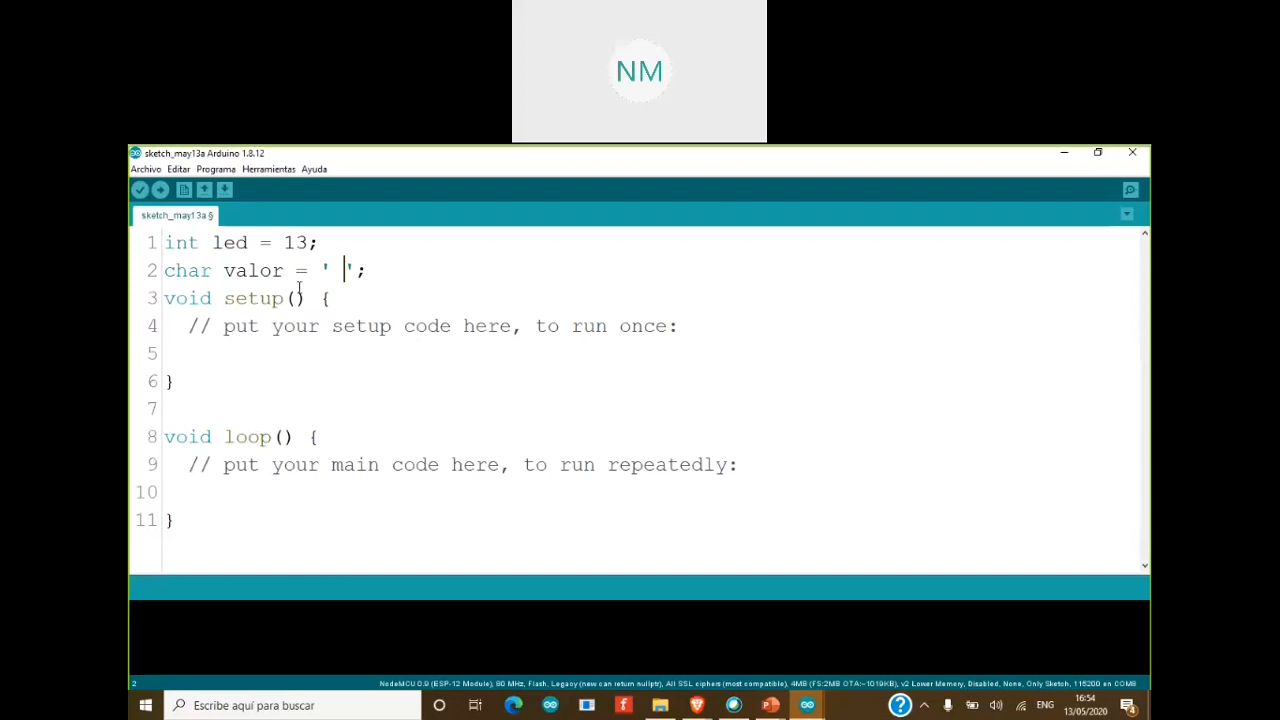 NM
sketch_may13a Arduino 1.8.12
Archivo Editar Programa Herramientas Ayuda
sketch_may13a §
1 int led = 13;
2 char valor = ' ';
3 void setup() {
4 // put your setup code here, to run once:
5
6 }
7
8 void loop() {
9 // put your main code here, to run repeatedly:
10
11 }
2 NodeMCU 0.9 (ESP-12 Module), 80 MHz, Flash, Legacy (new can return nullptr), All SSL ciphers (most compatible), 4MB (FS:2MB OTA:~1019KB), v2 Lower Memory, Disabled, None, Only Sketch, 115200 en COM8
Escribe aquí para buscar
ENG
16:54
13/05/2020
4